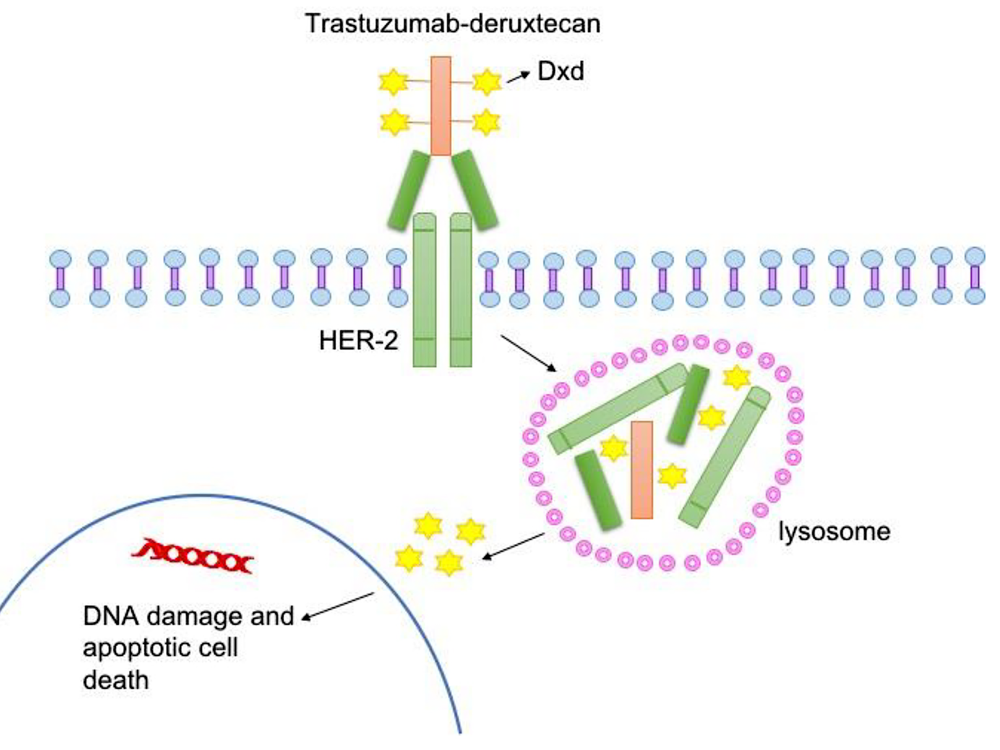 Trastuzumab-deruxtecan
Dxd
HER-2
lysosome
DNA damage and
apoptotic cell
death